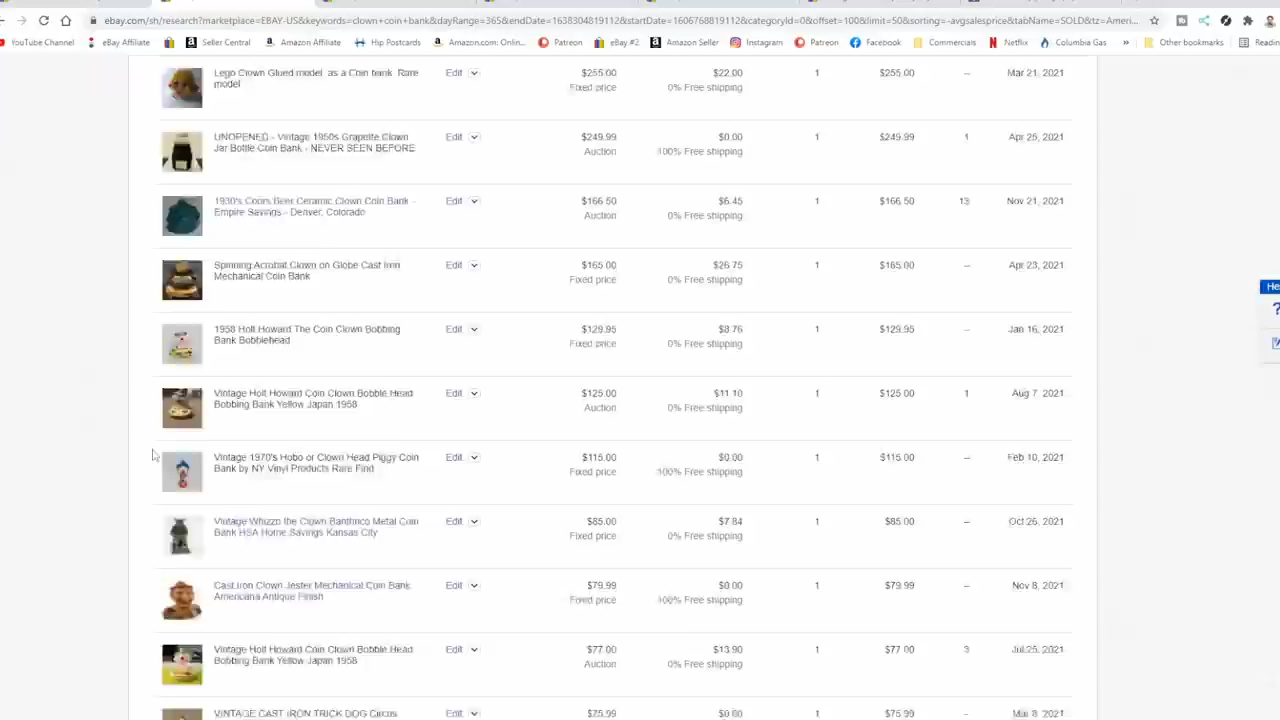 ebay.com/sh/research?marketplace=EBAY-US&keywords=clown+coin+bank&dayRange=365&endDate=1638304819112&startDate=1606768819112&categoryId=0&offset=100&limit=50&sorting=-avgsalesprice&tabName=SOLD&tz=Ameri...
YouTube Channel eBay Affiliate Seller Central Amazon Affiliate Hip Postcards Amazon.com: Onlin... Patreon eBay #2 Amazon Seller Instagram Patreon Facebook Commercials Netflix Columbia Gas » Other bookmarks Readin
Lego Clown Glued model as a Coin bank Rare Edit $255.00 $22.00 1 $255.00 – Mar 21, 2021
model Fixed price 0% Free shipping
UNOPENED - Vintage 1950s Grapette Clown Edit $249.99 $0.00 1 $249.99 1 Apr 25, 2021
Jar Bottle Coin Bank - NEVER SEEN BEFORE Auction 100% Free shipping
1930's Coors Beer Ceramic Clown Coin Bank - Edit $166.50 $6.45 1 $166.50 13 Nov 21, 2021
Empire Savings - Denver, Colorado Auction 0% Free shipping
Spinning Acrobat Clown on Globe Cast Iron Edit $165.00 $26.75 1 $165.00 – Apr 23, 2021
Mechanical Coin Bank Fixed price 0% Free shipping
1958 Holt Howard The Coin Clown Bobbing Edit $129.95 $8.76 1 $129.95 – Jan 16, 2021
Bank Bobblehead Fixed price 0% Free shipping
Vintage Holt Howard Coin Clown Bobble Head Edit $125.00 $11.10 1 $125.00 1 Aug 7, 2021
Bobbing Bank Yellow Japan 1958 Auction 0% Free shipping
Vintage 1970's Hobo or Clown Head Piggy Coin Edit $115.00 $0.00 1 $115.00 – Feb 10, 2021
Bank by NY Vinyl Products Rare Find Fixed price 100% Free shipping
Vintage Whizzo the Clown Banthrico Metal Coin Edit $85.00 $7.84 1 $85.00 – Oct 26, 2021
Bank HSA Home Savings Kansas City Fixed price 0% Free shipping
Cast Iron Clown Jester Mechanical Coin Bank Edit $79.99 $0.00 1 $79.99 – Nov 8, 2021
Americana Antique Finish Fixed price 100% Free shipping
Vintage Holt Howard Coin Clown Bobble Head Edit $77.00 $13.90 1 $77.00 3 Jul 25, 2021
Bobbing Bank Yellow Japan 1958 Auction 0% Free shipping
VINTAGE CAST IRON TRICK DOG Circus Edit $75.99 $0.00 1 $75.99 – Mar 8, 2021
He
?